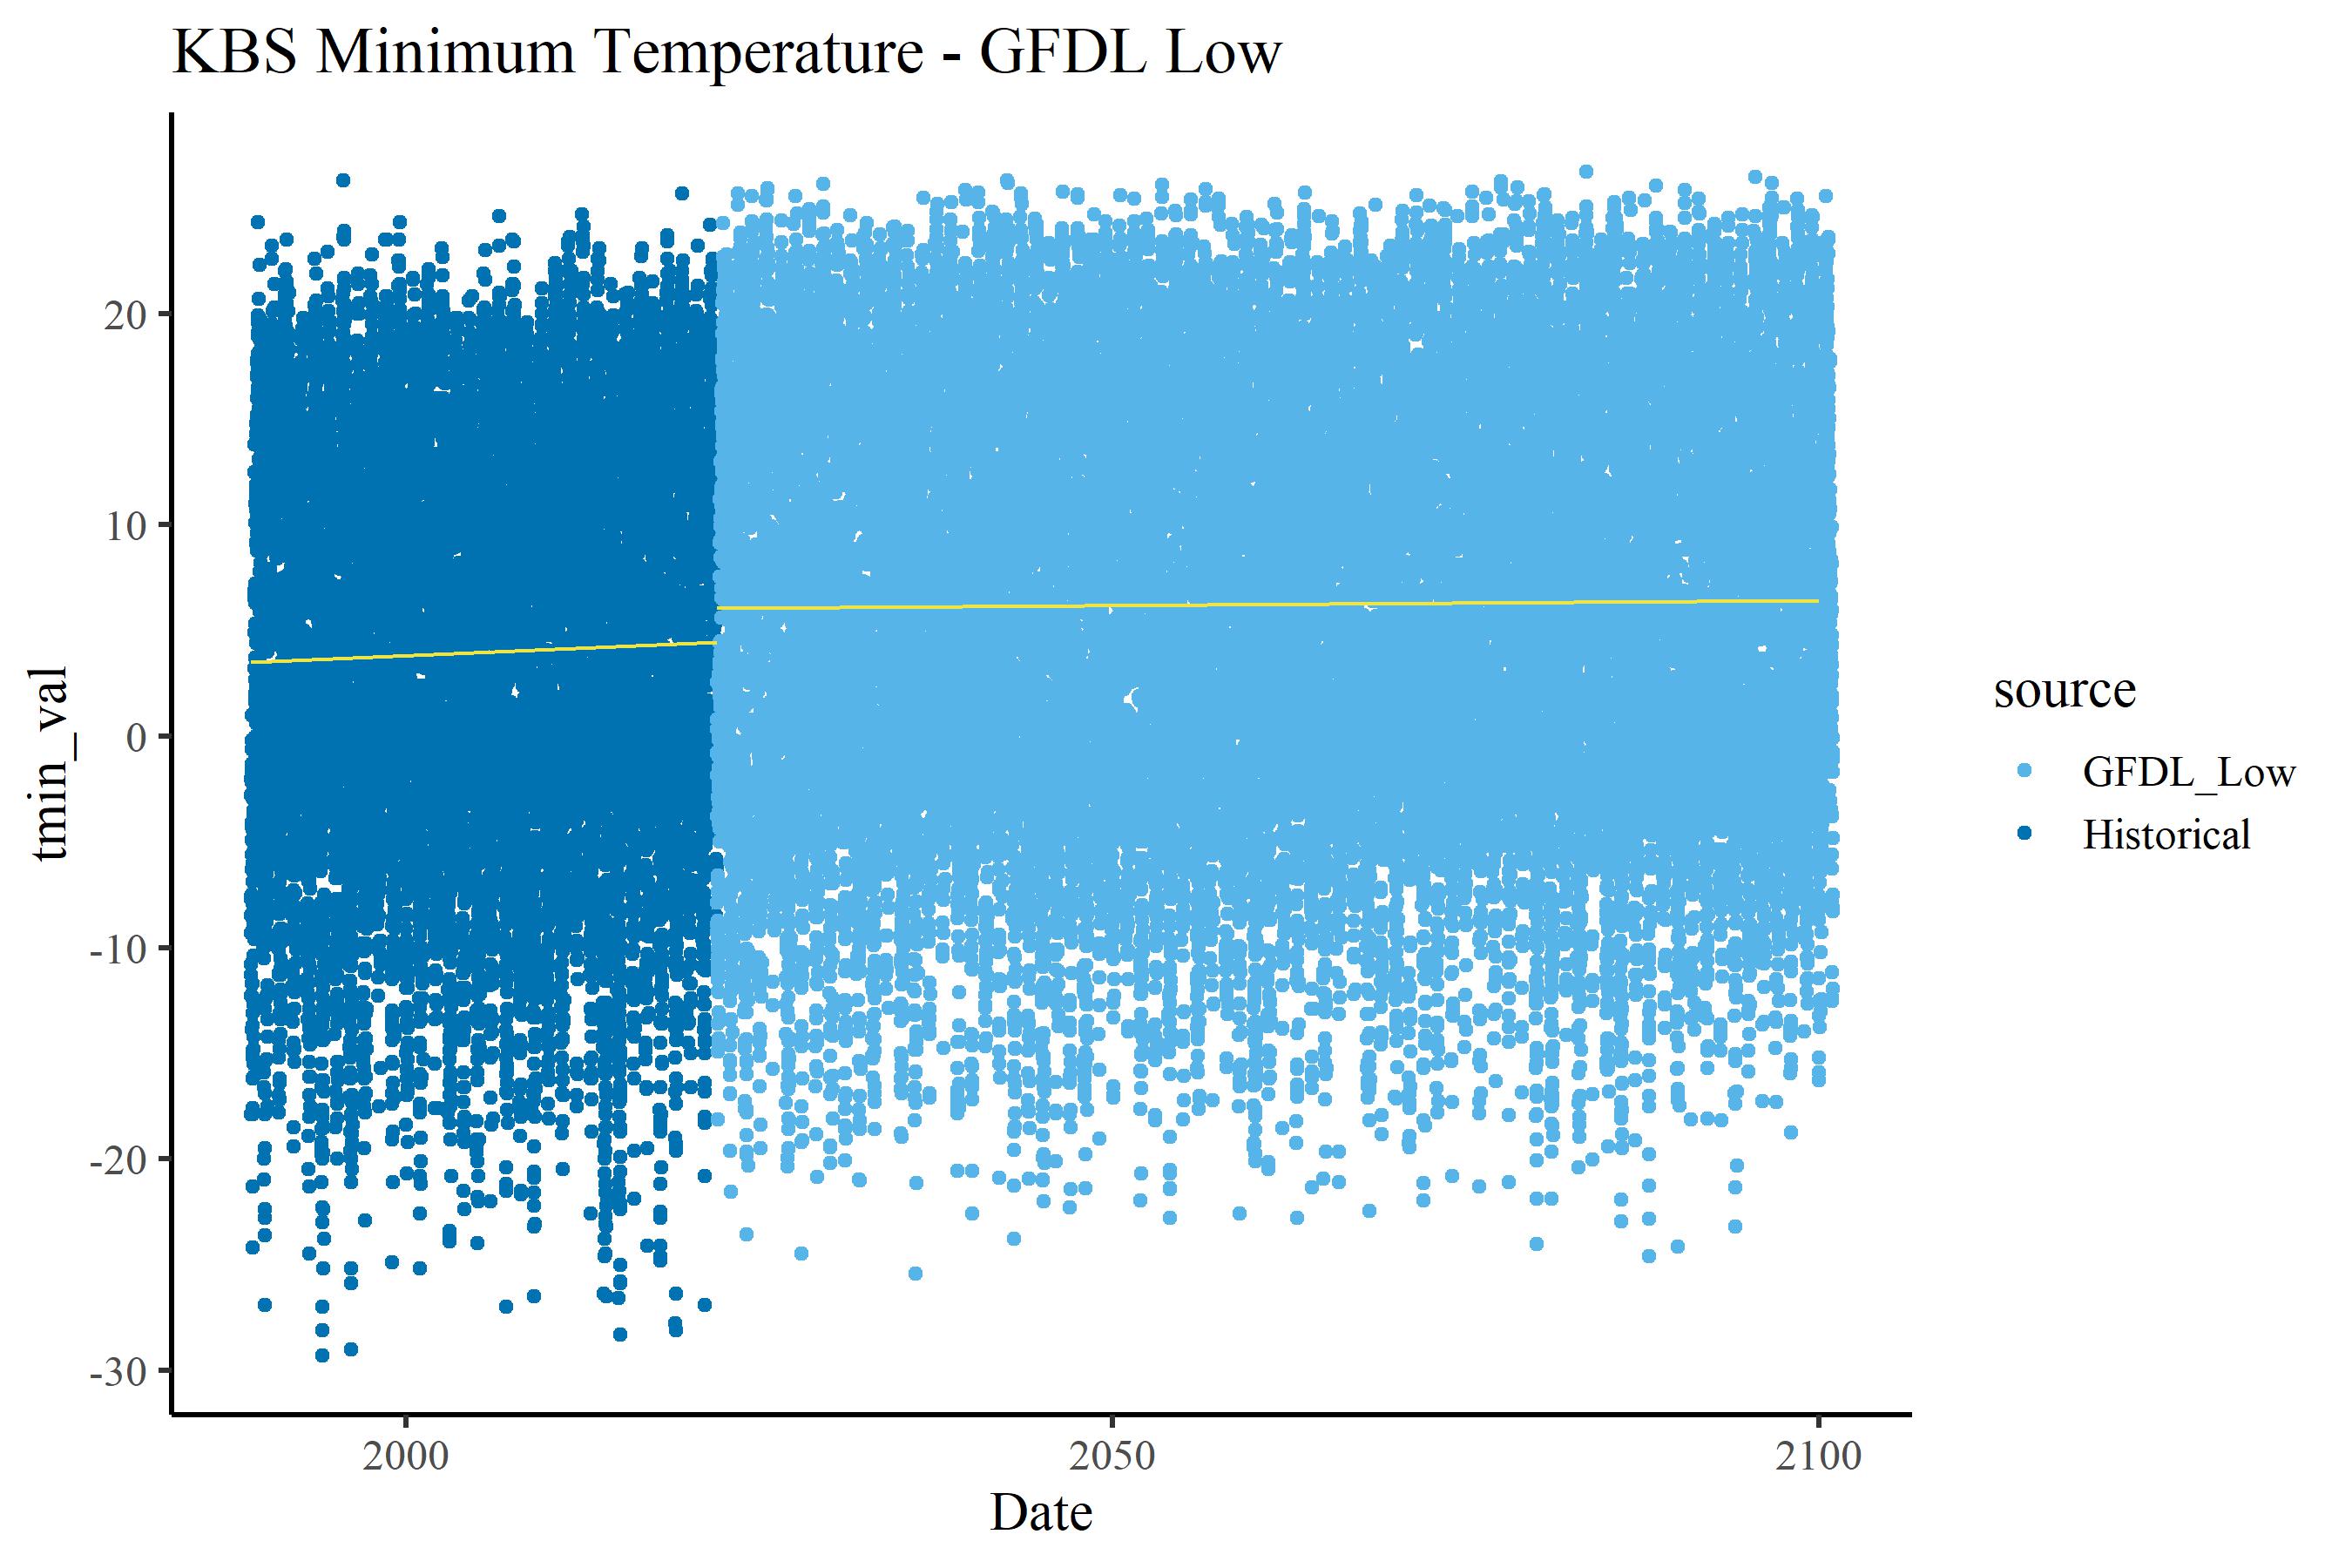 KBS Minimum Temperature - GFDL Low
tmin_val
20
10
0
-10
-20
-30
2000
2050
2100
Date
source
GFDL_Low
Historical